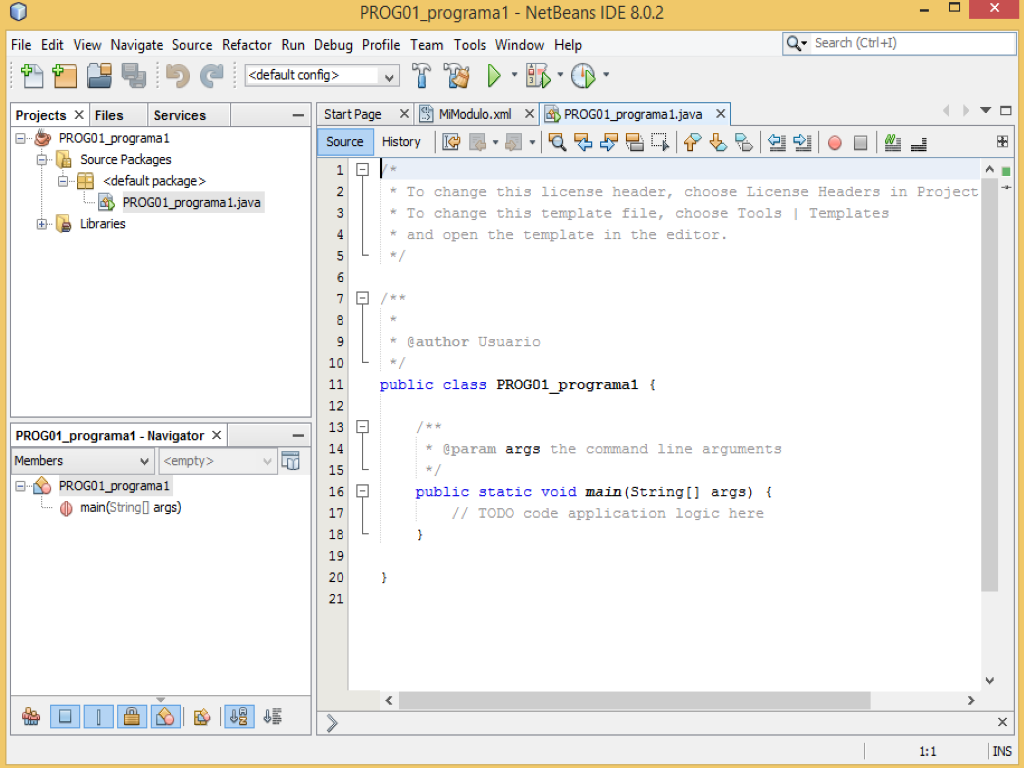 PROG01_programa1 - NetBeans IDE 8.0.2
File Edit View Navigate Source Refactor Run Debug Profile Team Tools Window Help
Search (Ctrl+I)
<default config>
Projects Files Services
PROG01_programa1
Source Packages
<default package>
PROG01_programa1.java
Libraries
PROG01_programa1 - Navigator
Members <empty>
PROG01_programa1
main(String[] args)
Start Page MiModulo.xml PROG01_programa1.java
Source History
1 /*
2 * To change this license header, choose License Headers in Project
3 * To change this template file, choose Tools | Templates
4 * and open the template in the editor.
5 */
6
7 /**
8 *
9 * @author Usuario
10 */
11 public class PROG01_programa1 {
12
13 /**
14 * @param args the command line arguments
15 */
16 public static void main(String[] args) {
17 // TODO code application logic here
18 }
19
20 }
21
1:1 INS